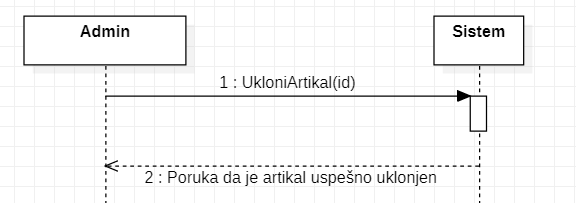 Admin
Sistem
1 : UkloniArtikal(id)
2 : Poruka da je artikal uspešno uklonjen